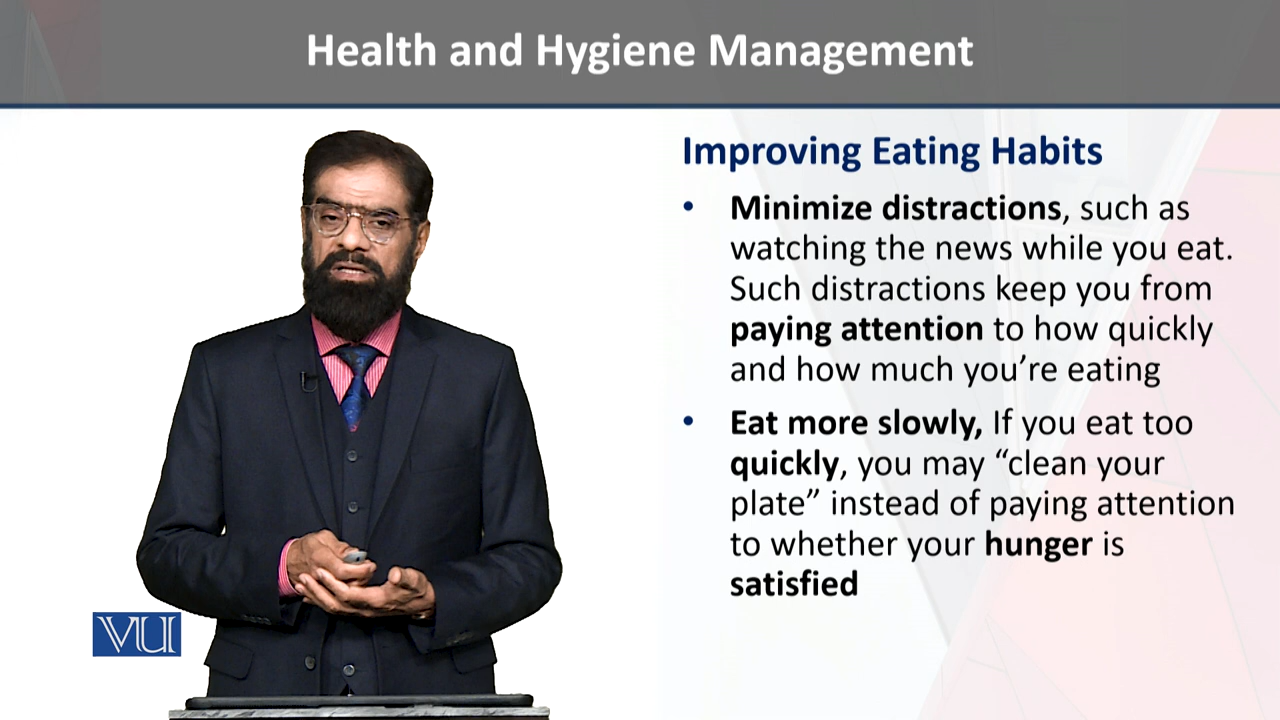 Health and Hygiene Management
Improving Eating Habits
• Minimize distractions, such as
watching the news while you eat.
Such distractions keep you from
paying attention to how quickly
and how much you’re eating
• Eat more slowly, If you eat too
quickly, you may “clean your
plate” instead of paying attention
to whether your hunger is
satisfied
VU